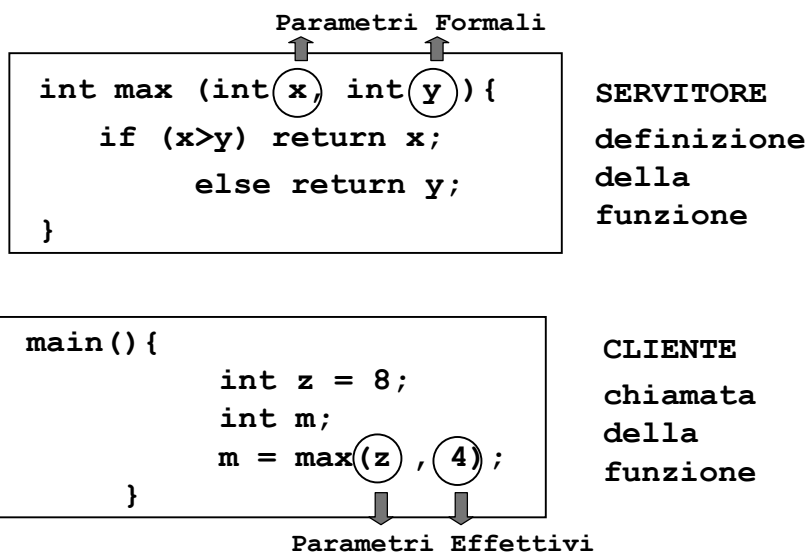 Parametri Formali
int max (int x, int y ){
if (x>y) return x;
else return y;
}
SERVITORE
definizione
della
funzione
main(){
int z = 8;
int m;
m = max(z , 4);
}
CLIENTE
chiamata
della
funzione
Parametri Effettivi